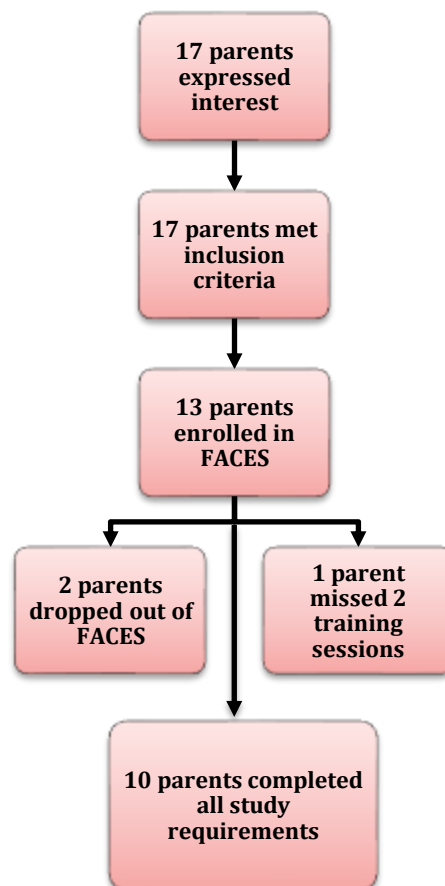 17 parents
expressed
interest
17 parents met
inclusion
criteria
13 parents
enrolled in
FACES
2 parents
dropped out of
FACES
1 parent
missed 2
training
sessions
10 parents completed
all study
requirements